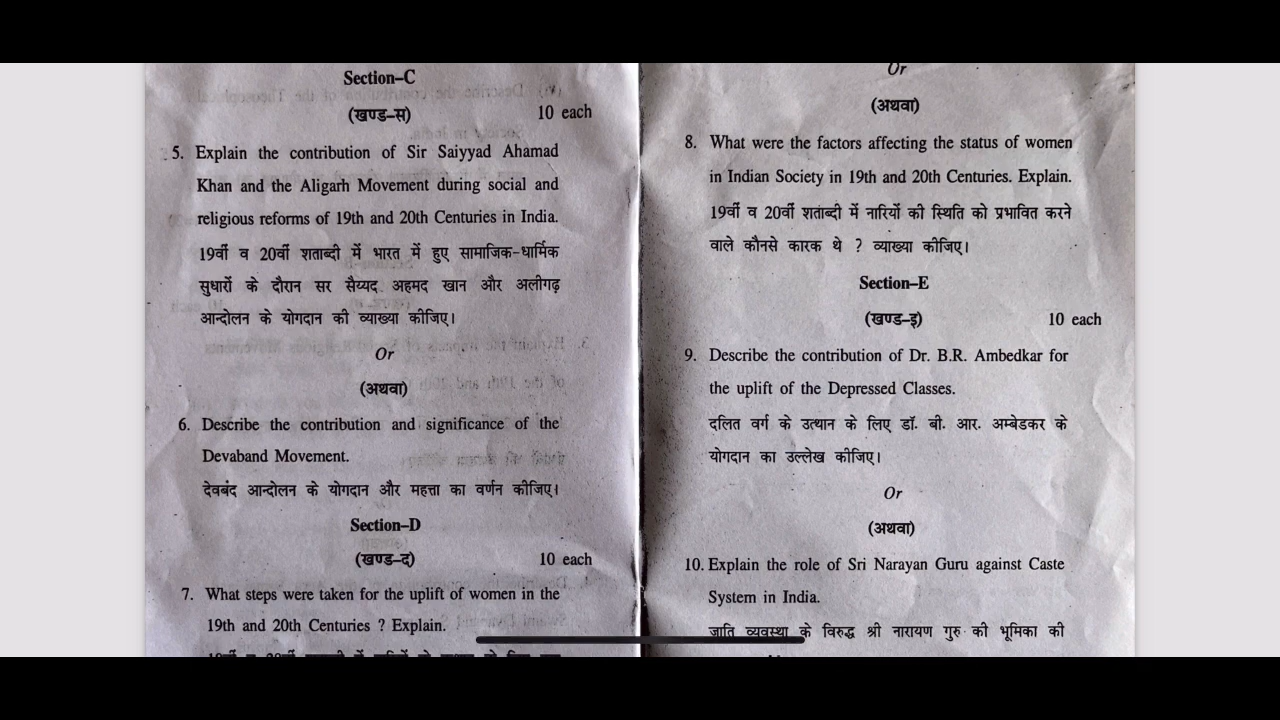 Section–C
(खण्ड–स) 10 each
5. Explain the contribution of Sir Saiyyad Ahamad
Khan and the Aligarh Movement during social and
religious reforms of 19th and 20th Centuries in India.
19वीं व 20वीं शताब्दी में भारत में हुए सामाजिक-धार्मिक
सुधारों के दौरान सर सैय्यद अहमद खान और अलीगढ़
आन्दोलन के योगदान की व्याख्या कीजिए।
Or
(अथवा)
6. Describe the contribution and significance of the
Devaband Movement.
देवबंद आन्दोलन के योगदान और महत्ता का वर्णन कीजिए।
Section–D
(खण्ड–द) 10 each
7. What steps were taken for the uplift of women in the
19th and 20th Centuries ? Explain.
Or
(अथवा)
8. What were the factors affecting the status of women
in Indian Society in 19th and 20th Centuries. Explain.
19वीं व 20वीं शताब्दी में नारियों की स्थिति को प्रभावित करने
वाले कौनसे कारक थे ? व्याख्या कीजिए।
Section–E
(खण्ड–इ) 10 each
9. Describe the contribution of Dr. B.R. Ambedkar for
the uplift of the Depressed Classes.
दलित वर्ग के उत्थान के लिए डॉ. बी. आर. अम्बेडकर के
योगदान का उल्लेख कीजिए।
Or
(अथवा)
10. Explain the role of Sri Narayan Guru against Caste
System in India.
जाति व्यवस्था के विरुद्ध श्री नारायण गुरु की भूमिका की